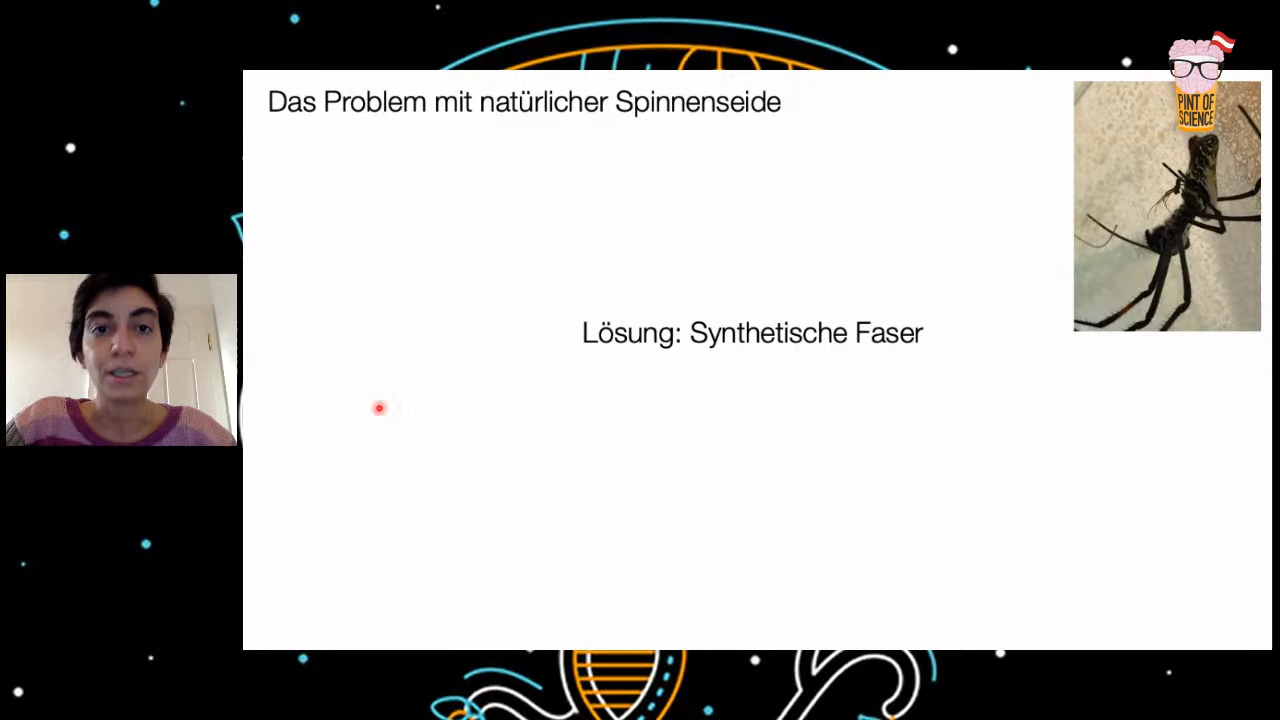 Das Problem mit natürlicher Spinnenseide
PINT OF
SCIENCE
Lösung: Synthetische Faser